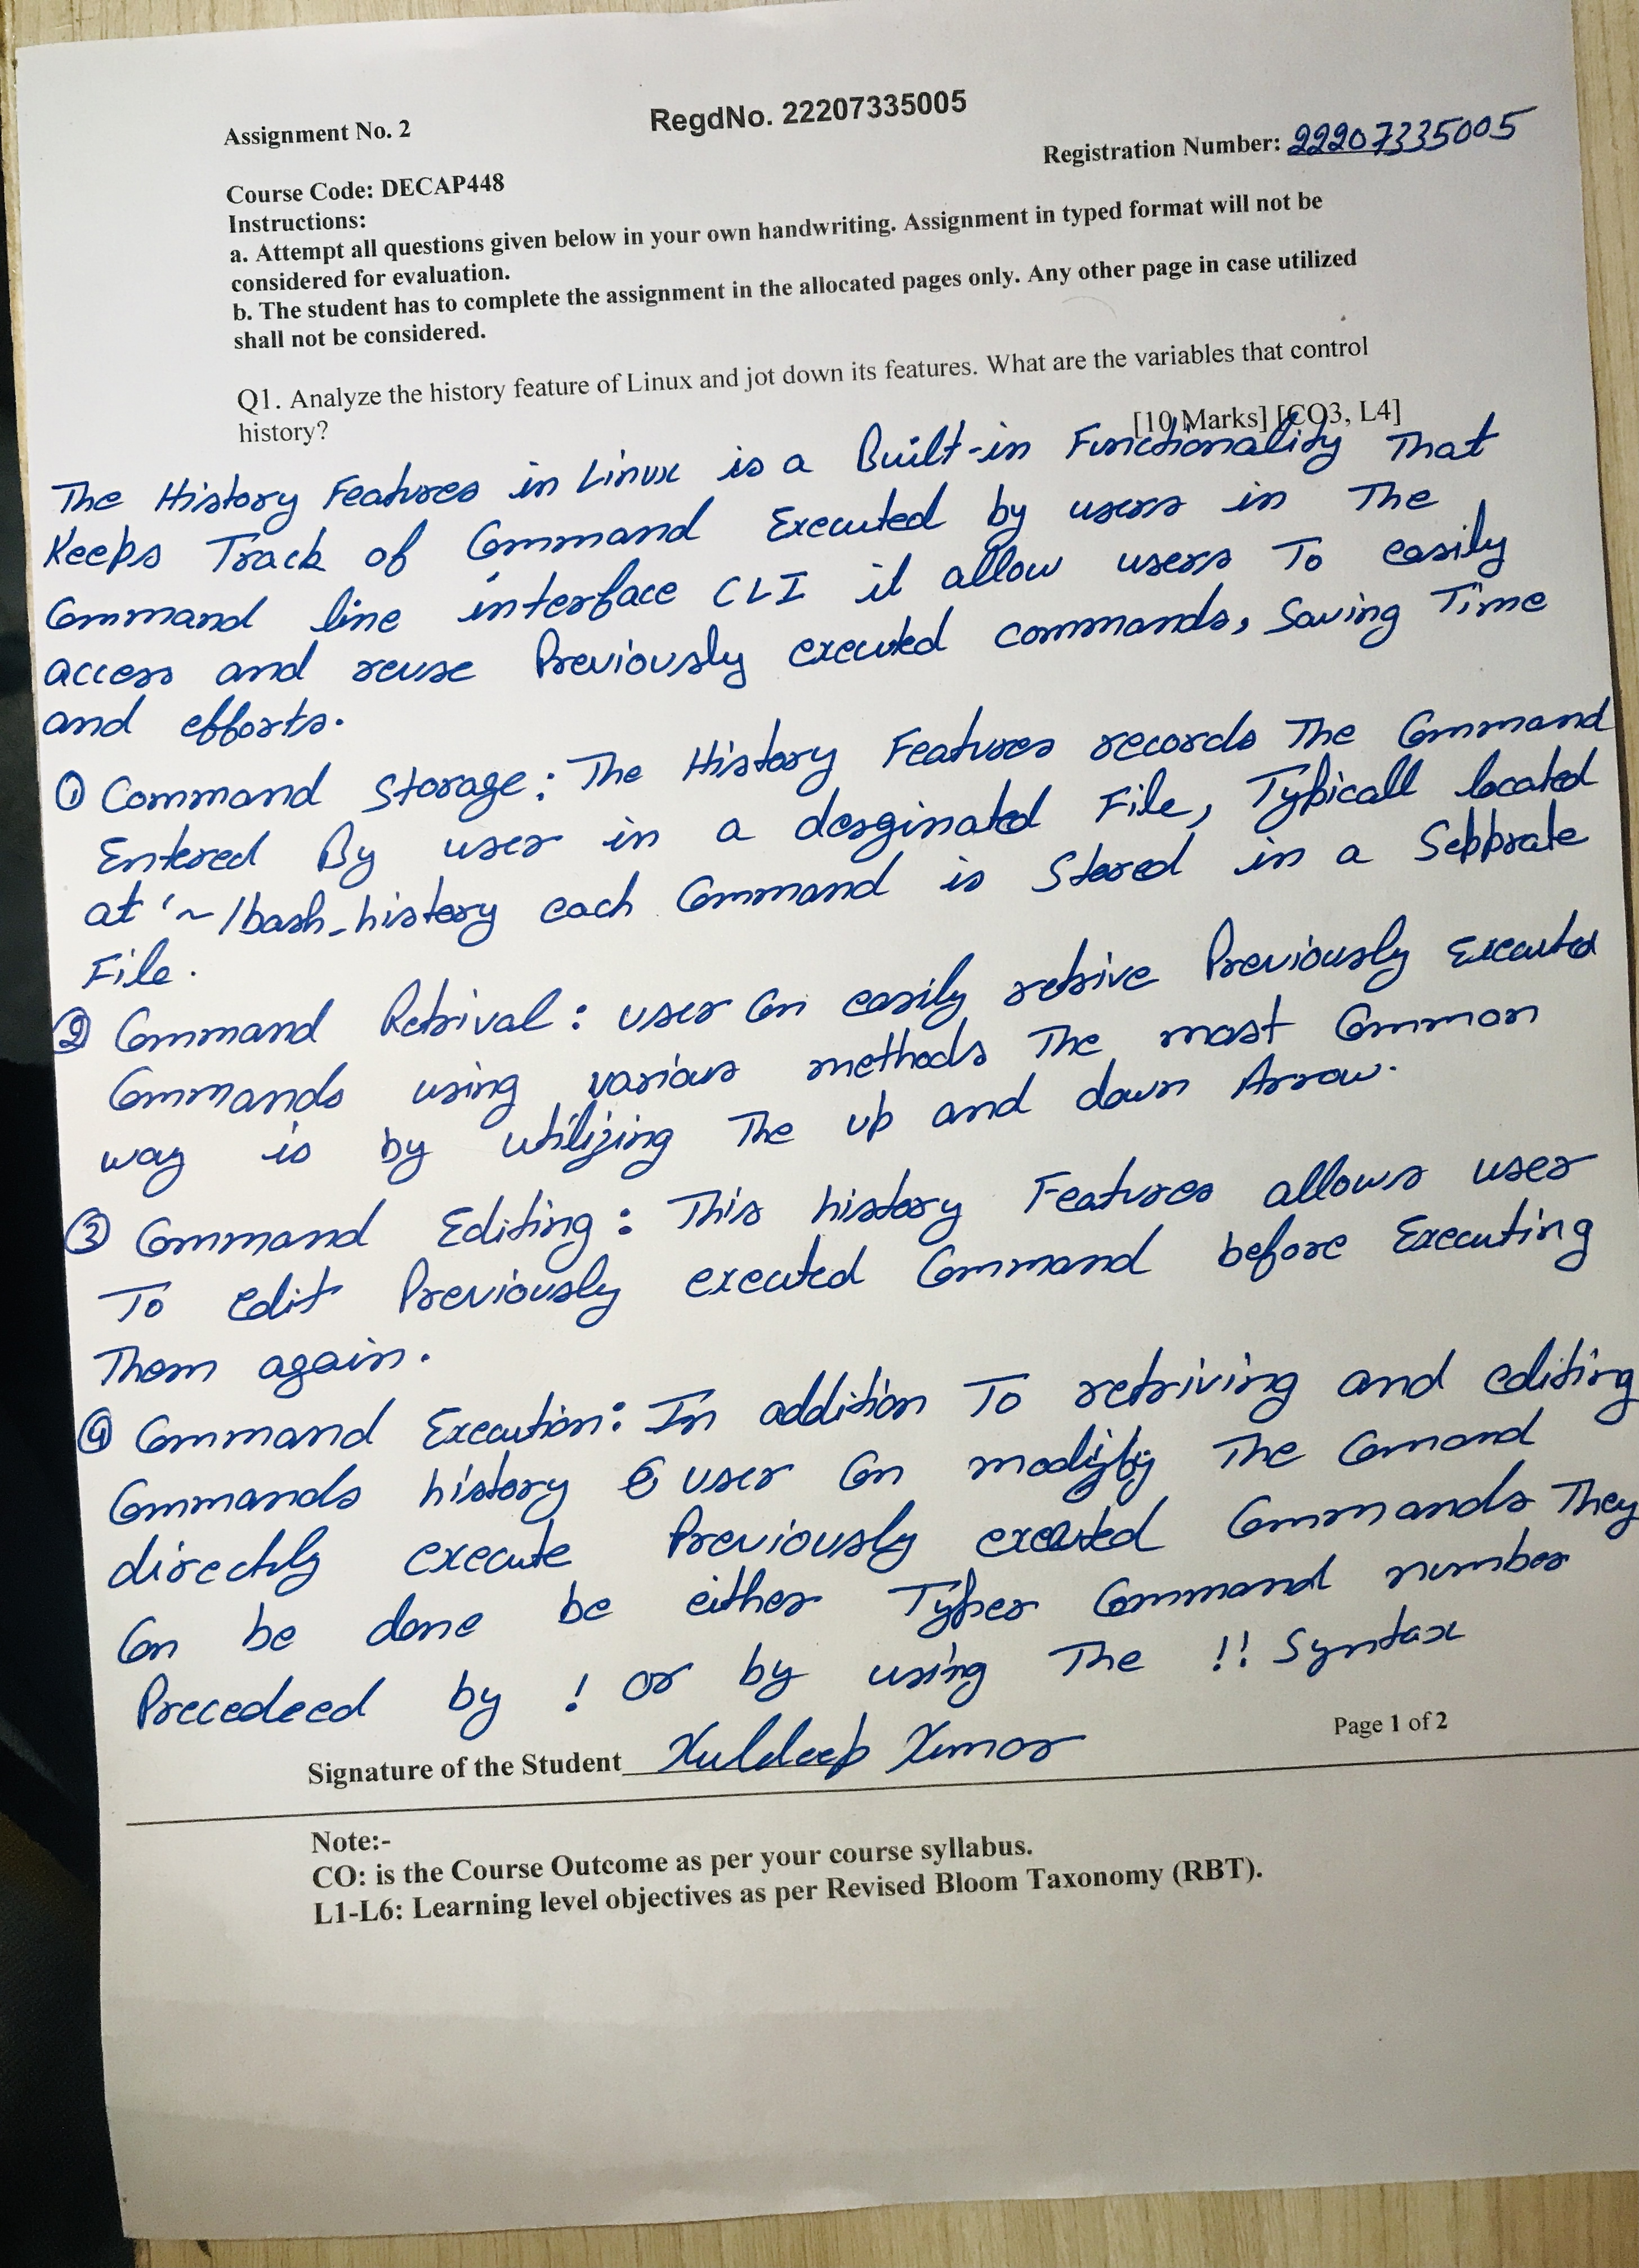 RegdNo. 22207335005
Assignment No. 2
Registration Number: 22207335005
Course Code: DECAP448
Instructions:
a. Attempt all questions given below in your own handwriting. Assignment in typed format will not be
considered for evaluation.
b. The student has to complete the assignment in the allocated pages only. Any other page in case utilized
shall not be considered.
Q1. Analyze the history feature of Linux and jot down its features. What are the variables that control
history? [10 Marks] [CO3, L4]
The History Features in Linux is a Built-in Functionality That
Keeps Track of Command Executed by users in The
Command line interface CLI it allow users To easily
access and reuse Previously executed commands, Saving Time
and efforts.
① Command Storage: The History Features records The Command
Entered By user in a desginated File, Typicall located
at '~/bash_history each Command is Stored in a Sepprate
File.
② Command Retrival: user Can easily retrive Previously Executed
Commands using various methods The most Common
way is by utilizing The up and down Arrow.
③ Command Editing: This history Features allows user
To edit Previously executed Command before Executing
Them again.
④ Command Execution: In addition To retriving and editing
Commands history user Can modify The Comand
directly execute Previously executed Commands They
Can be done be either Typer Command number
Precedeed by ! or by using The !! Syntax
Page 1 of 2
Signature of the Student Kuldeep Kumar
Note:-
CO: is the Course Outcome as per your course syllabus.
L1-L6: Learning level objectives as per Revised Bloom Taxonomy (RBT).